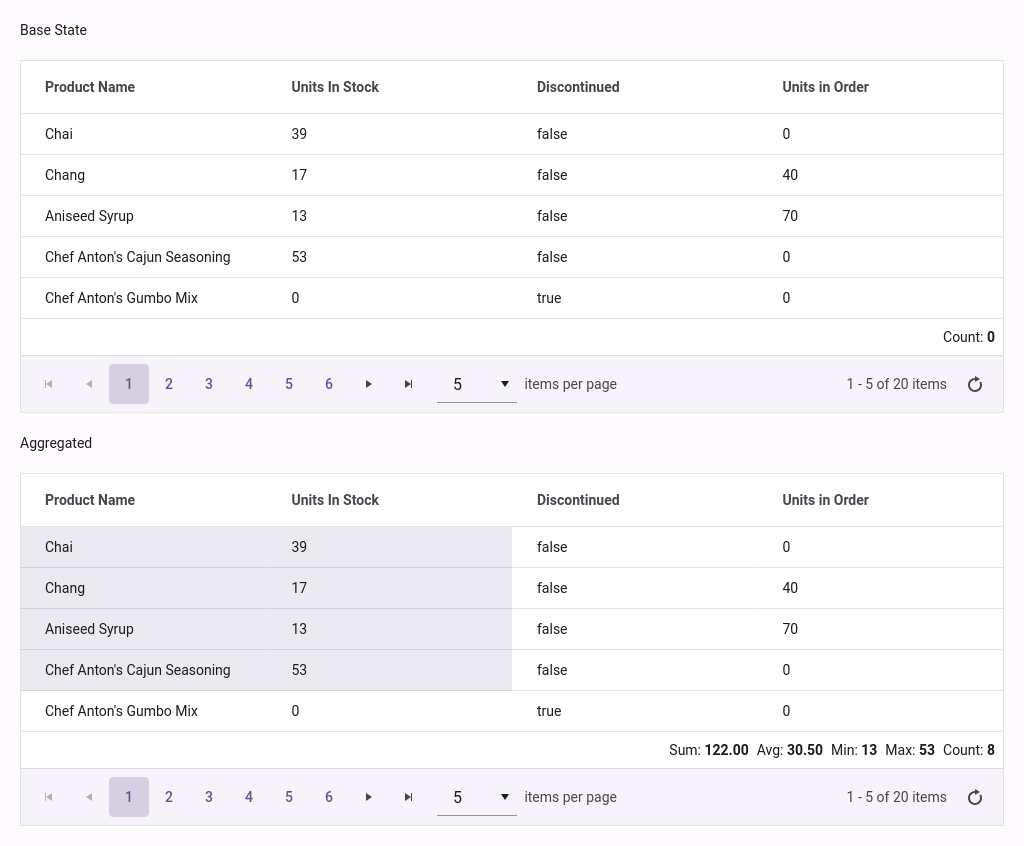 Base State
Product Name Units In Stock Discontinued Units in Order
Chai 39 false 0
Chang 17 false 40
Aniseed Syrup 13 false 70
Chef Anton's Cajun Seasoning 53 false 0
Chef Anton's Gumbo Mix 0 true 0
Count: 0
1 2 3 4 5 6 5 items per page 1 - 5 of 20 items
Aggregated
Product Name Units In Stock Discontinued Units in Order
Chai 39 false 0
Chang 17 false 40
Aniseed Syrup 13 false 70
Chef Anton's Cajun Seasoning 53 false 0
Chef Anton's Gumbo Mix 0 true 0
Sum: 122.00 Avg: 30.50 Min: 13 Max: 53 Count: 8
1 2 3 4 5 6 5 items per page 1 - 5 of 20 items